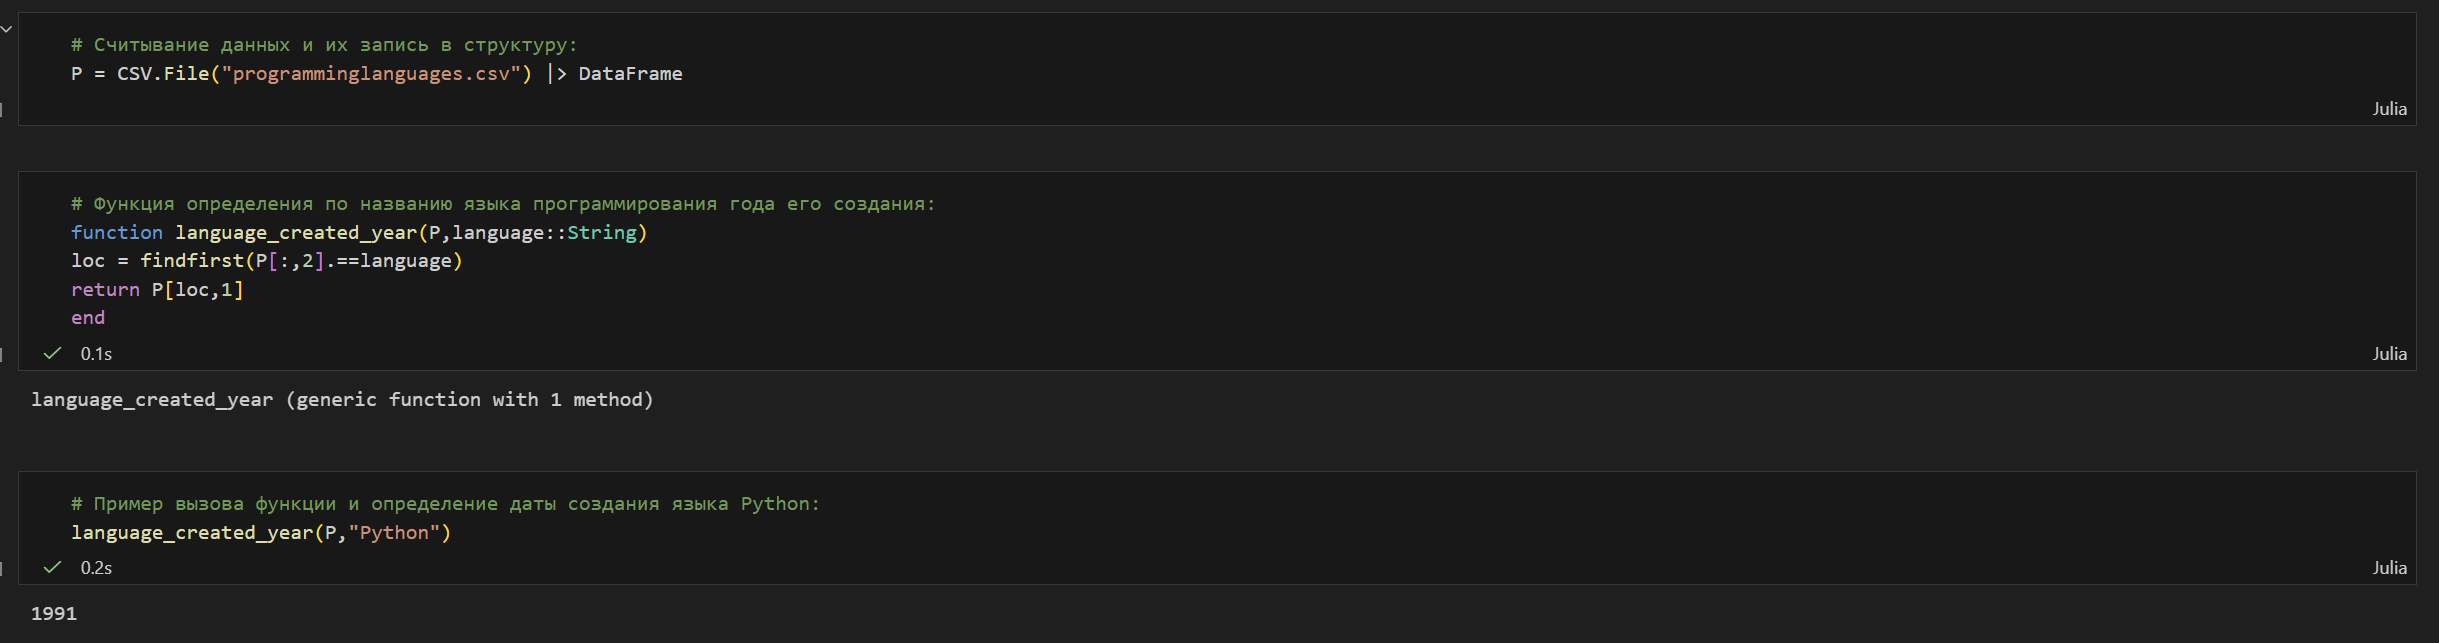 # Считывание данных и их запись в структуру:
P = CSV.File("programminglanguages.csv") |> DataFrame
Julia
# Функция определения по названию языка программирования года его создания:
function language_created_year(P,language::String)
loc = findfirst(P[:,2].==language)
return P[loc,1]
end
0.1s
Julia
language_created_year (generic function with 1 method)
# Пример вызова функции и определение даты создания языка Python:
language_created_year(P,"Python")
0.2s
Julia
1991